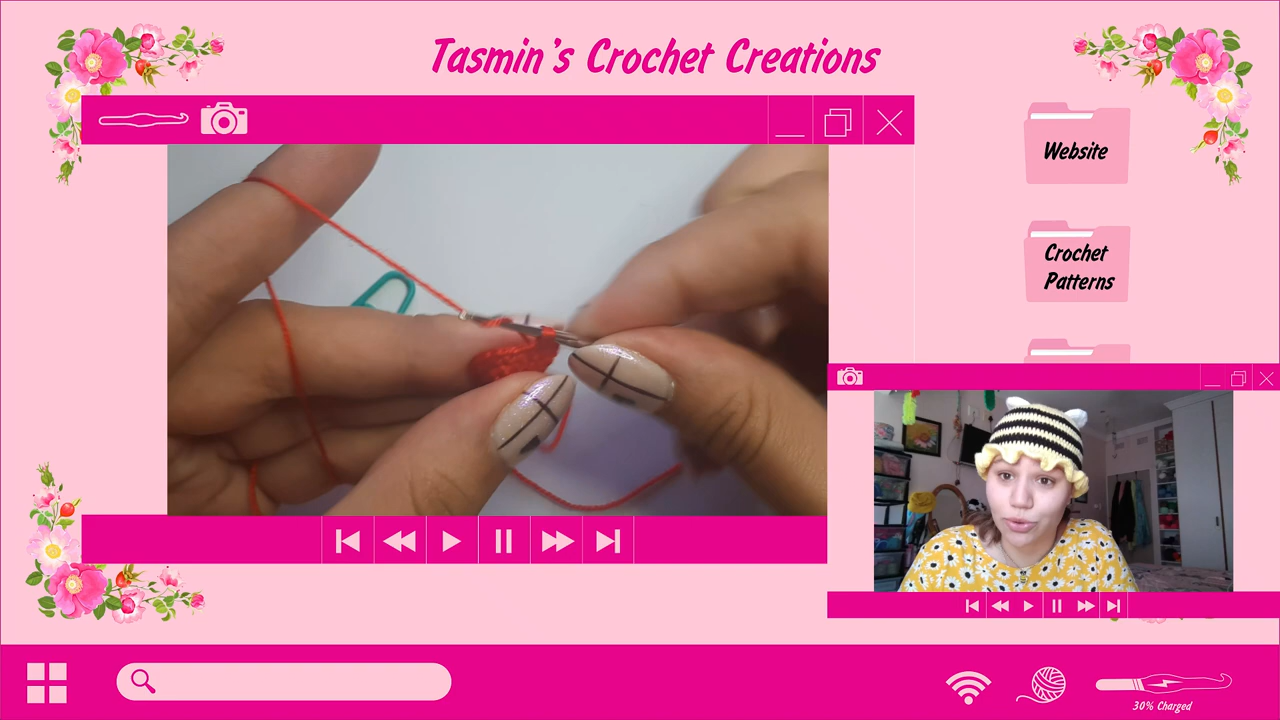 Tasmin's Crochet Creations
Website
Crochet
Patterns
30% Charged